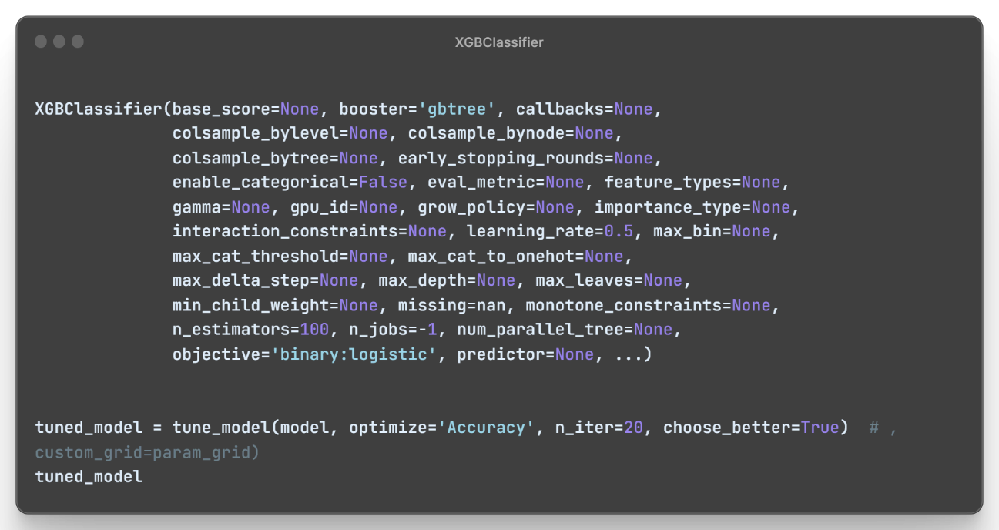 XGBClassifier
XGBClassifier(base_score=None, booster='gbtree', callbacks=None,
              colsample_bylevel=None, colsample_bynode=None,
              colsample_bytree=None, early_stopping_rounds=None,
              enable_categorical=False, eval_metric=None, feature_types=None,
              gamma=None, gpu_id=None, grow_policy=None, importance_type=None,
              interaction_constraints=None, learning_rate=0.5, max_bin=None,
              max_cat_threshold=None, max_cat_to_onehot=None,
              max_delta_step=None, max_depth=None, max_leaves=None,
              min_child_weight=None, missing=nan, monotone_constraints=None,
              n_estimators=100, n_jobs=-1, num_parallel_tree=None,
              objective='binary:logistic', predictor=None, ...)
tuned_model = tune_model(model, optimize='Accuracy', n_iter=20, choose_better=True)  # ,
custom_grid=param_grid)
tuned_model